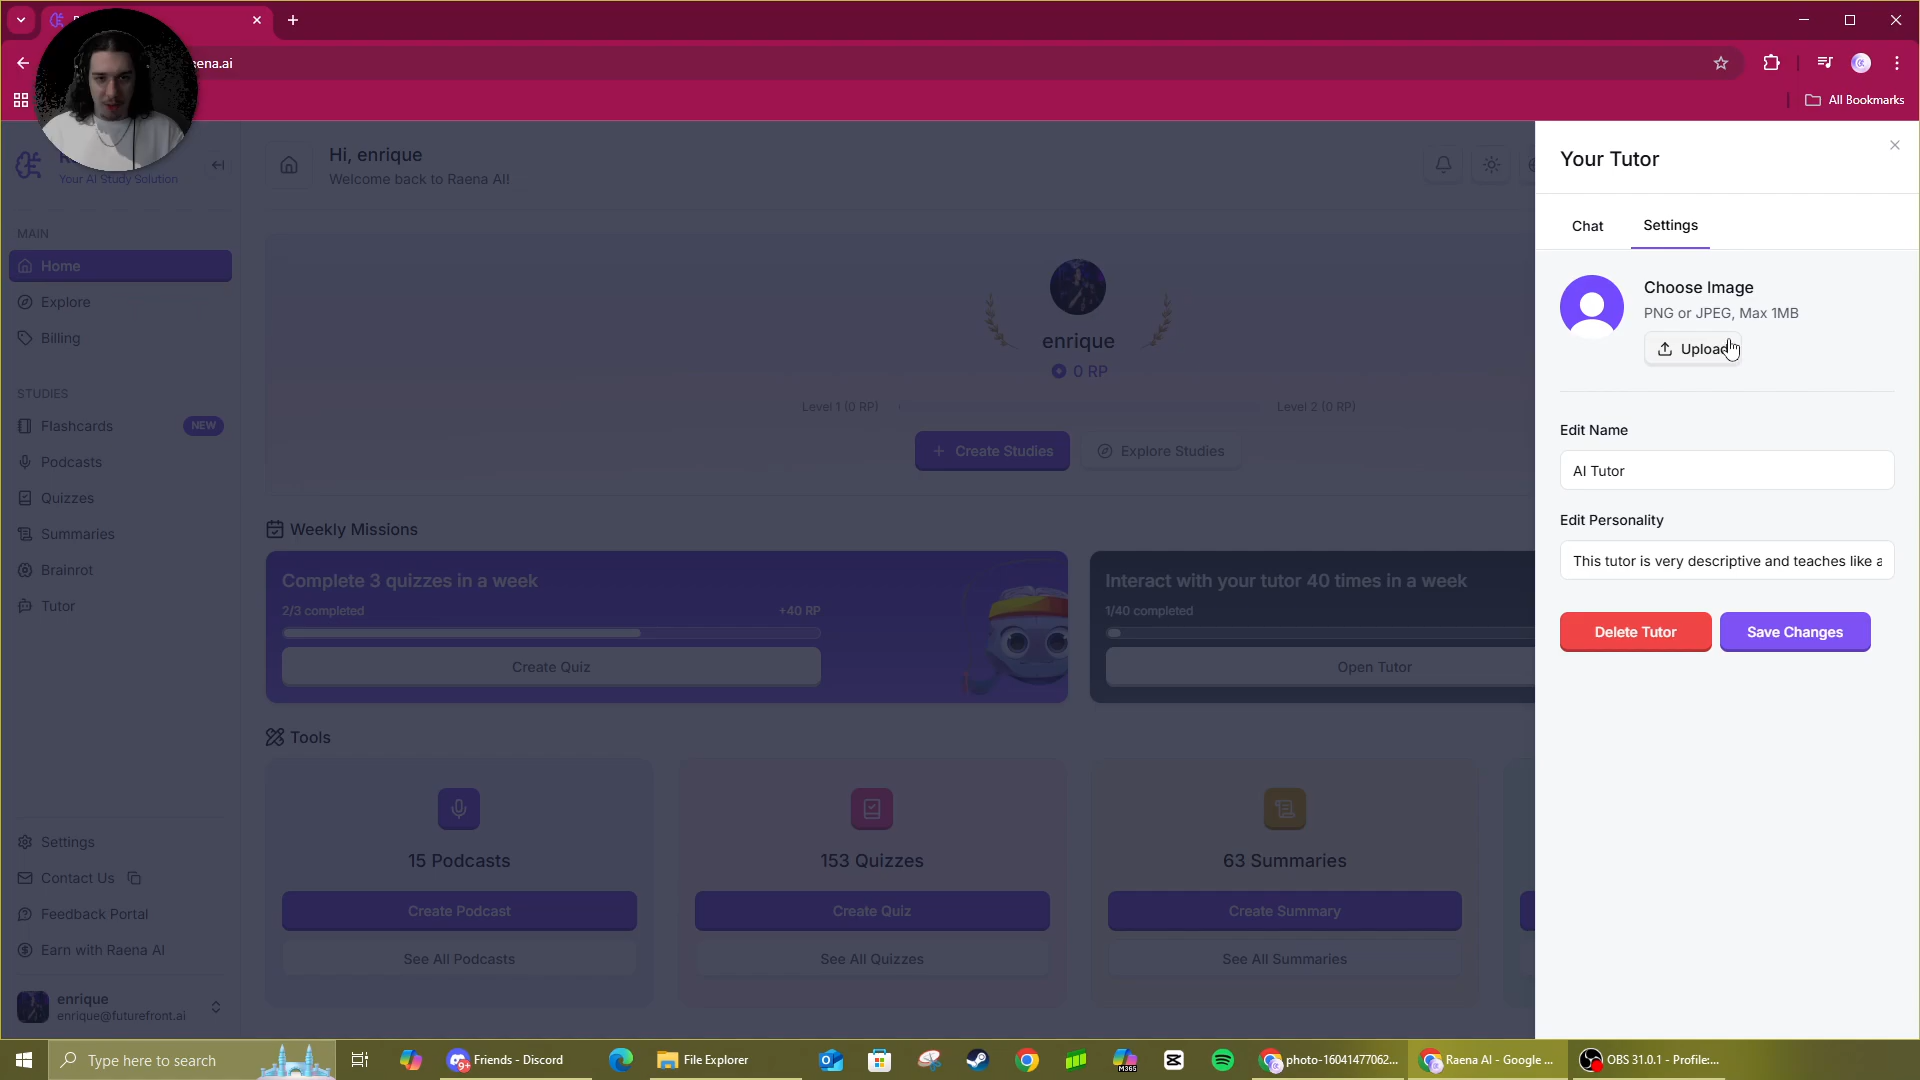 ena.ai
All Bookmarks
Your AI Study Solution
Hi, enrique
Welcome back to Raena AI!
MAIN
Home
Explore
Billing
STUDIES
Flashcards
NEW
Podcasts
Quizzes
Summaries
Brainrot
Tutor
Settings
Contact Us
Feedback Portal
Earn with Raena AI
enrique
enrique@futurefront.ai
enrique
0 RP
Level 1 (0 RP)
Level 2 (0 RP)
Create Studies
Explore Studies
Weekly Missions
Complete 3 quizzes in a week
2/3 completed
+40 RP
Create Quiz
Interact with your tutor 40 times in a week
1/40 completed
Open Tutor
Tools
15 Podcasts
Create Podcast
See All Podcasts
153 Quizzes
Create Quiz
See All Quizzes
63 Summaries
Create Summary
See All Summaries
Your Tutor
Chat
Settings
Choose Image
PNG or JPEG, Max 1MB
Upload
Edit Name
AI Tutor
Edit Personality
This tutor is very descriptive and teaches like a
Delete Tutor
Save Changes
Type here to search
9+
Friends - Discord
File Explorer
M365
photo-16041477062...
Raena AI - Google ...
OBS 31.0.1 - Profile:...